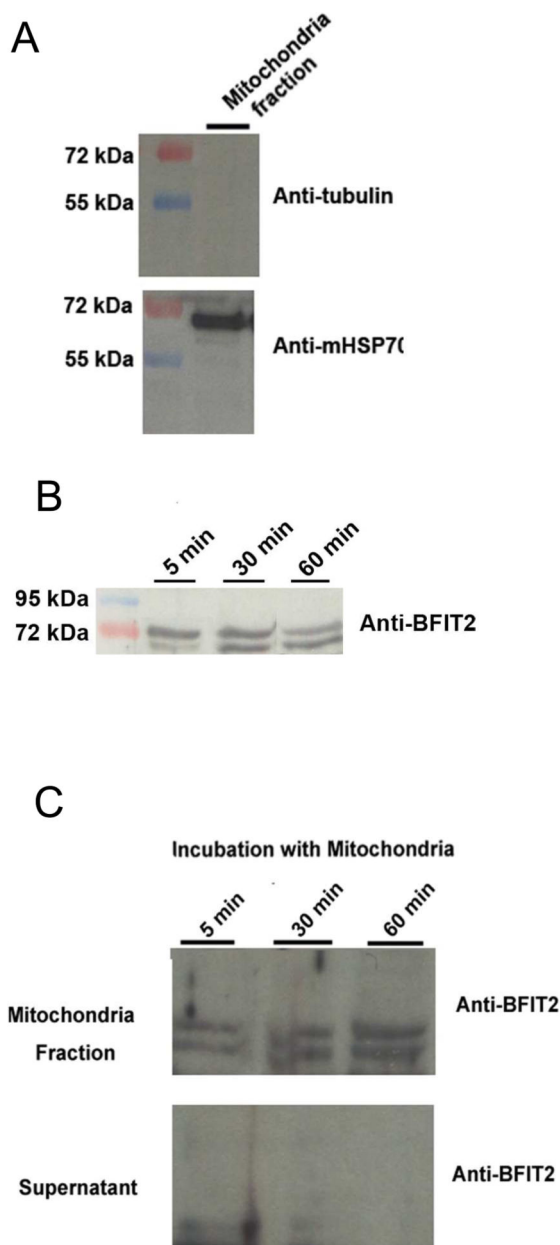 A
Mitochondria
fraction
72 kDa
55 kDa
Anti-tubulin
72 kDa
55 kDa
Anti-mHSP70
B
5 min
30 min
60 min
95 kDa
72 kDa
Anti-BFIT2
C
Incubation with Mitochondria
5 min
30 min
60 min
Mitochondria
Fraction
Anti-BFIT2
Supernatant
Anti-BFIT2